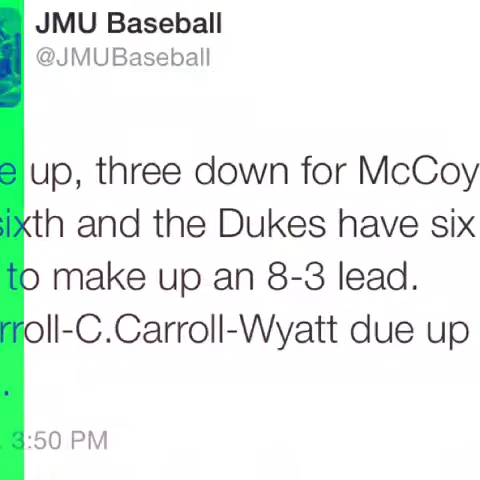 JMU Baseball
@JMUBaseball
e up, three down for McCoy
sixth and the Dukes have six
to make up an 8-3 lead.
rroll-C.Carroll-Wyatt due up
.
3:50 PM